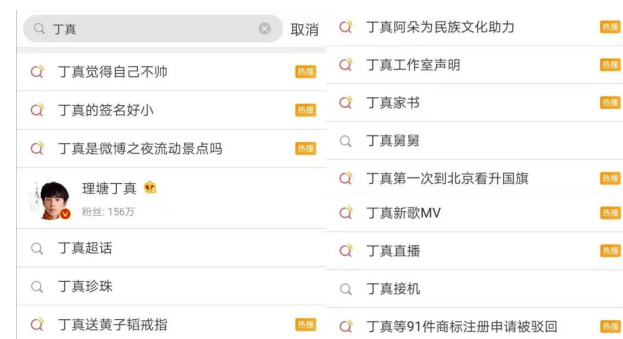 丁真
取消
丁真觉得自己不帅 热搜
丁真的签名好小 热搜
丁真是微博之夜流动景点吗 热搜
理塘丁真
粉丝: 156万
丁真超话
丁真珍珠
丁真送黄子韬戒指 热搜
丁真阿朵为民族文化助力 热搜
丁真工作室声明 热搜
丁真家书 热搜
丁真舅舅
丁真第一次到北京看升国旗 热搜
丁真新歌MV 热搜
丁真直播 热搜
丁真接机
丁真等91件商标注册申请被驳回 热搜